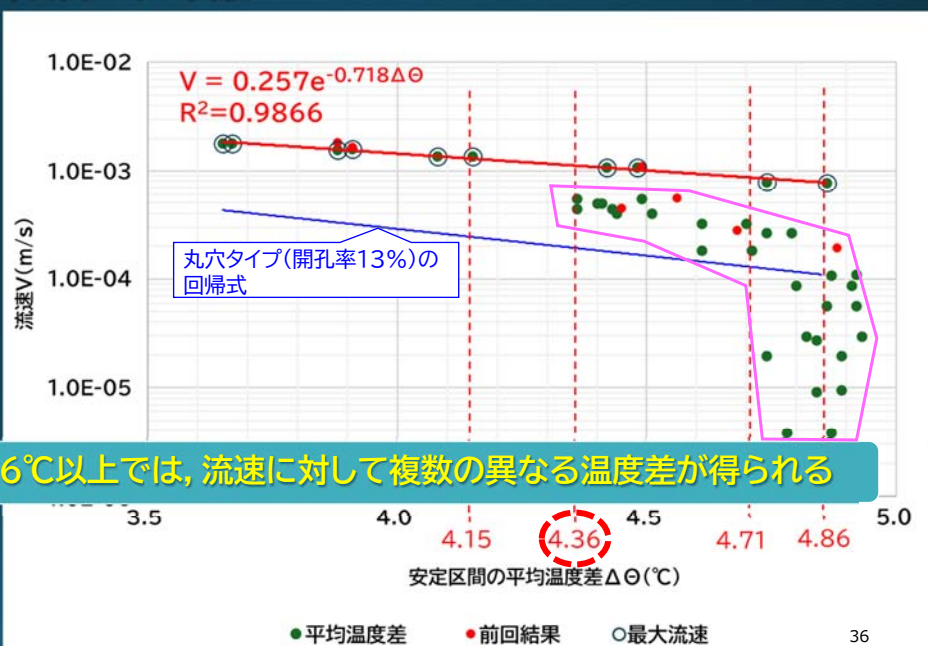 1.0E-02
V = 0.257e-0.718ΔΘ
R²=0.9866
1.0E-03
流速V(m/s)
丸穴タイプ(開孔率13%)の
回帰式
1.0E-04
1.0E-05
6℃以上では,流速に対して複数の異なる温度差が得られる
3.5 4.0 4.5 5.0
4.15 4.36 4.71 4.86
安定区間の平均温度差ΔΘ(℃)
●平均温度差 ●前回結果 ○最大流速
36